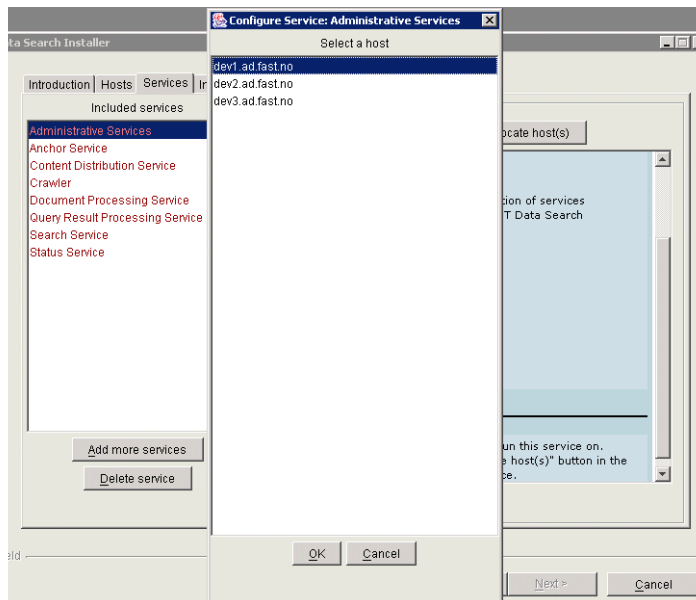 Configure Service: Administrative Services
Select a host
dev1.ad.fast.no
dev2.ad.fast.no
dev3.ad.fast.no
OK
Cancel
ta Search Installer
Introduction
Hosts
Services
Included services
Administrative Services
Anchor Service
Content Distribution Service
Crawler
Document Processing Service
Query Result Processing Service
Search Service
Status Service
Add more services
Delete service
ocate host(s)
tion of services
T Data Search
un this service on.
e host(s)" button in the
ce.
Next >
Cancel